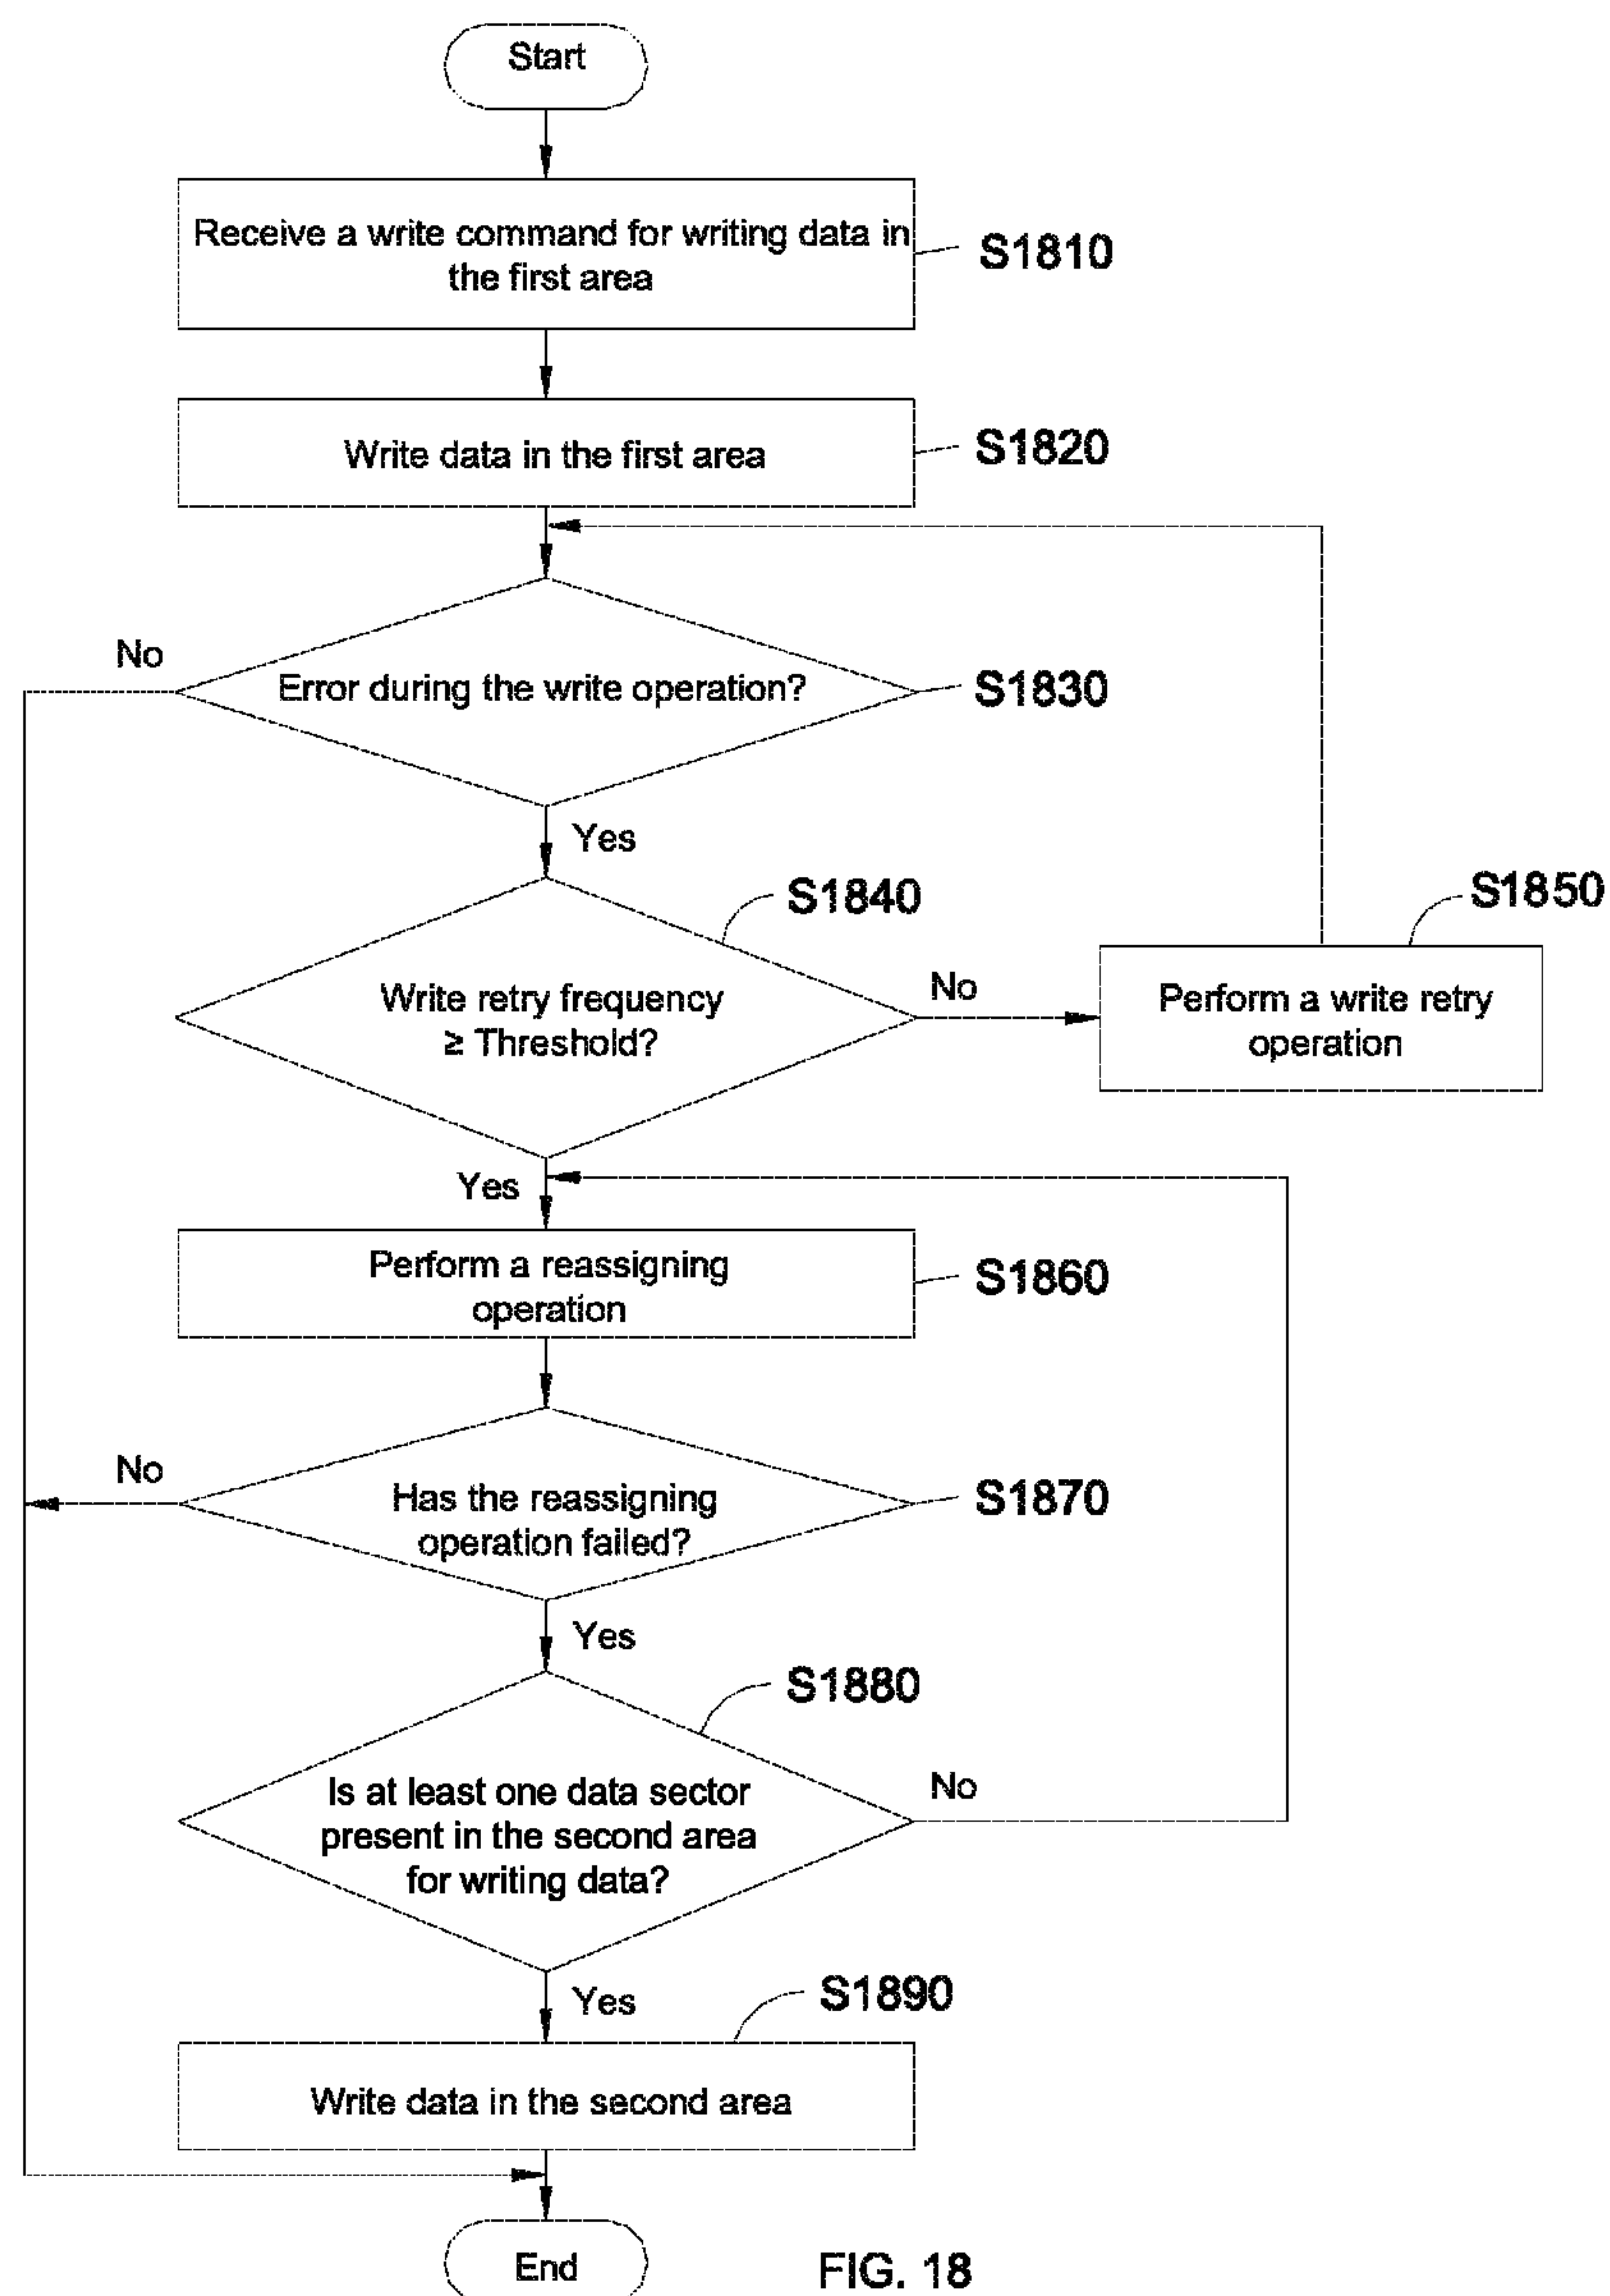 Start
Receive a write command for writing data in
the first area
S1810
Write data in the first area
S1820
No
Error during the write operation?
S1830
Yes
S1840
S1850
Write retry frequency
≥ Threshold?
No
Perform a write retry
operation
Yes
Perform a reassigning
operation
S1860
No
Has the reassigning
operation failed?
S1870
Yes
S1880
Is at least one data sector
present in the second area
for writing data?
No
Yes
S1890
Write data in the second area
End
FIG. 18